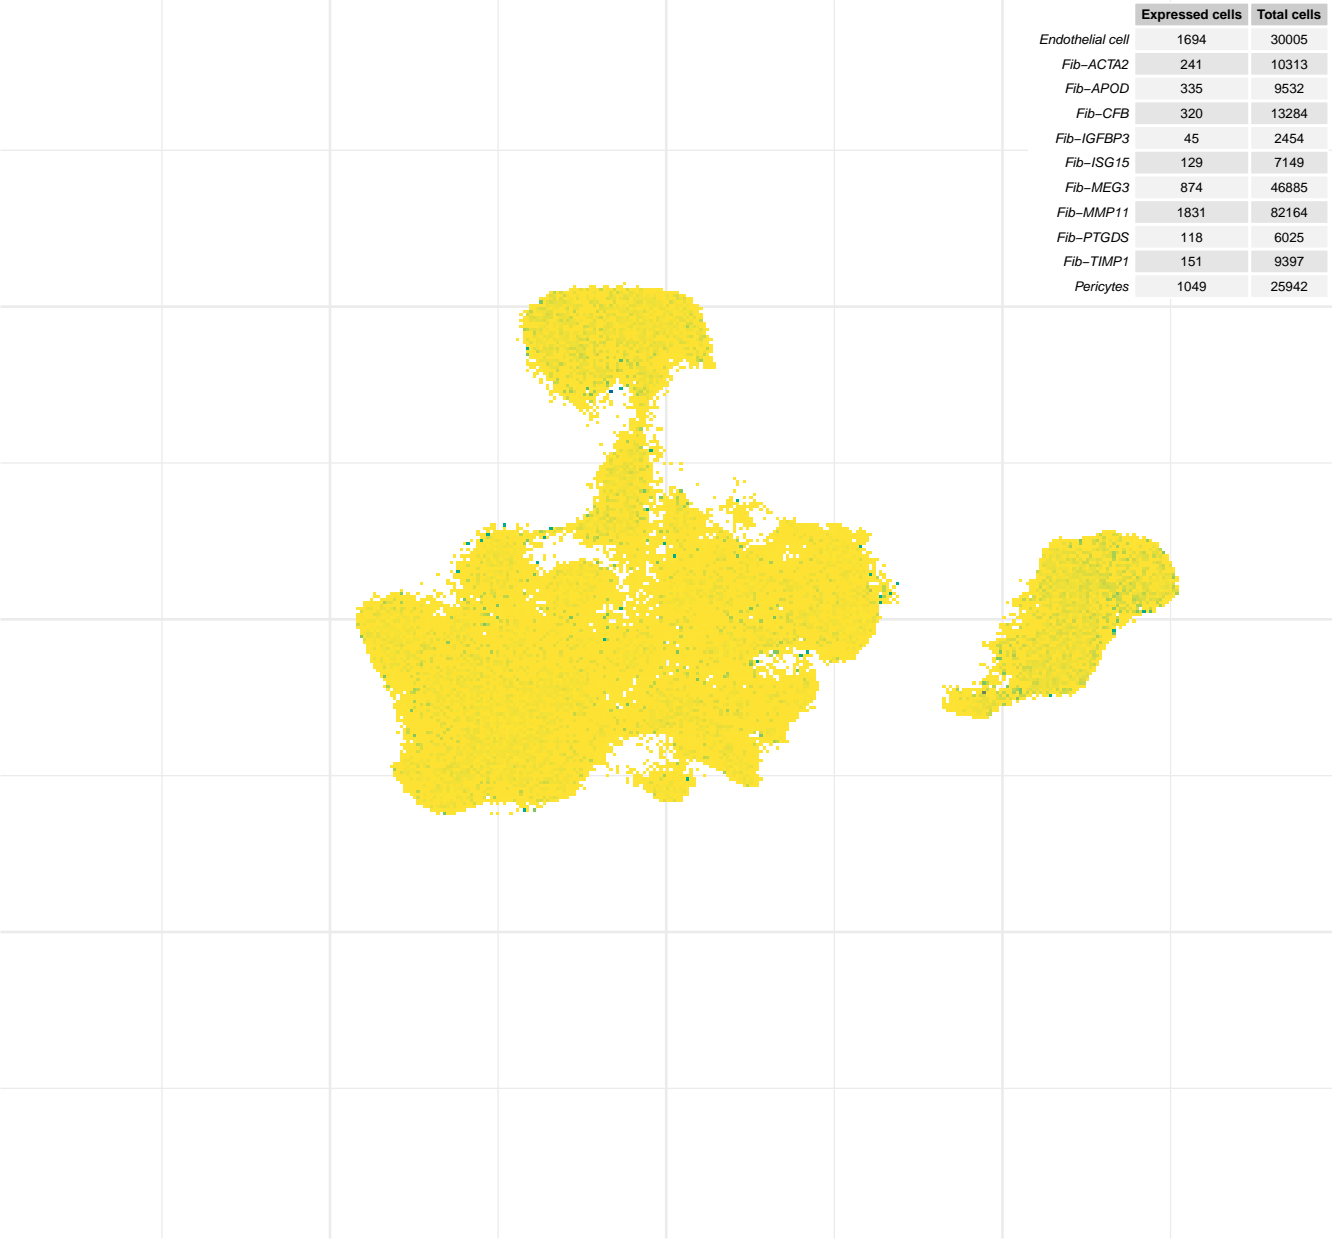 Expressed cells Total cells
Endothelial cell 1694 30005
Fib−ACTA2 241 10313
Fib−APOD 335 9532
Fib−CFB 320 13284
Fib−IGFBP3 45 2454
Fib−ISG15 129 7149
Fib−MEG3 874 46885
Fib−MMP11 1831 82164
Fib−PTGDS 118 6025
Fib−TIMP1 151 9397
Pericytes 1049 25942